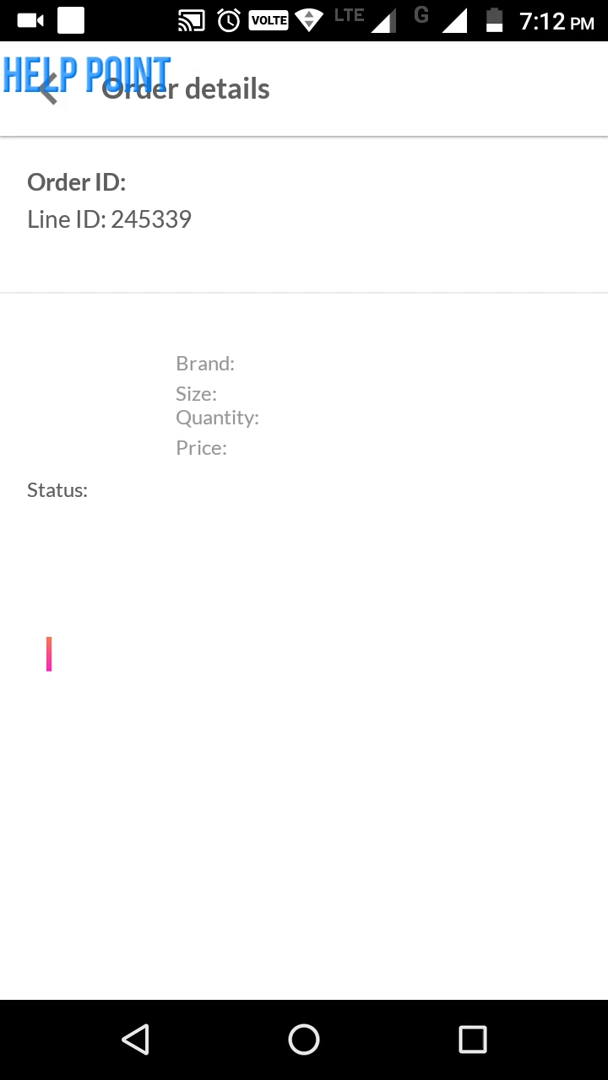 VOLTE LTE G 7:12 PM
HELP POINT
Order details
Order ID:
Line ID: 245339
Brand:
Size:
Quantity:
Price:
Status: